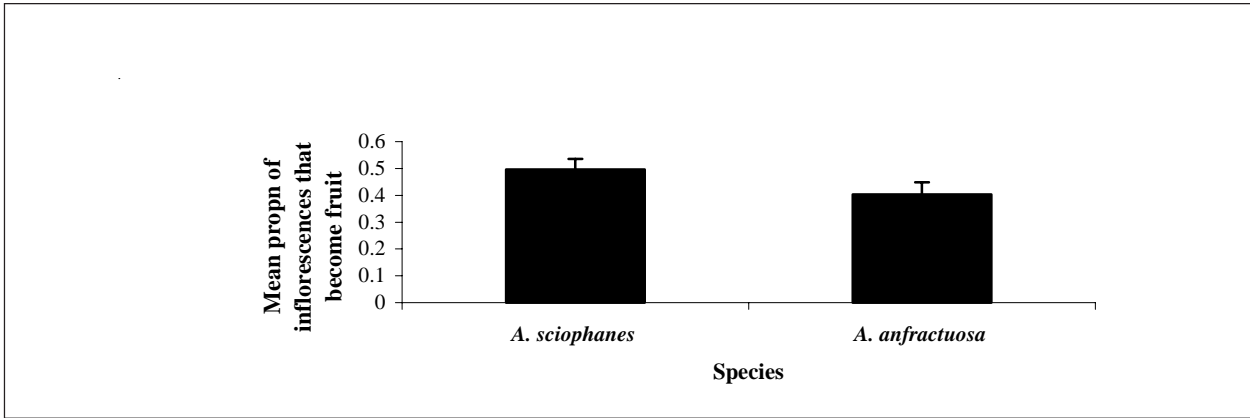 Mean propn of
inflorescences that
become fruit
0.6
0.5
0.4
0.3
0.2
0.1
0
A. sciophanes
A. anfractuosa
Species